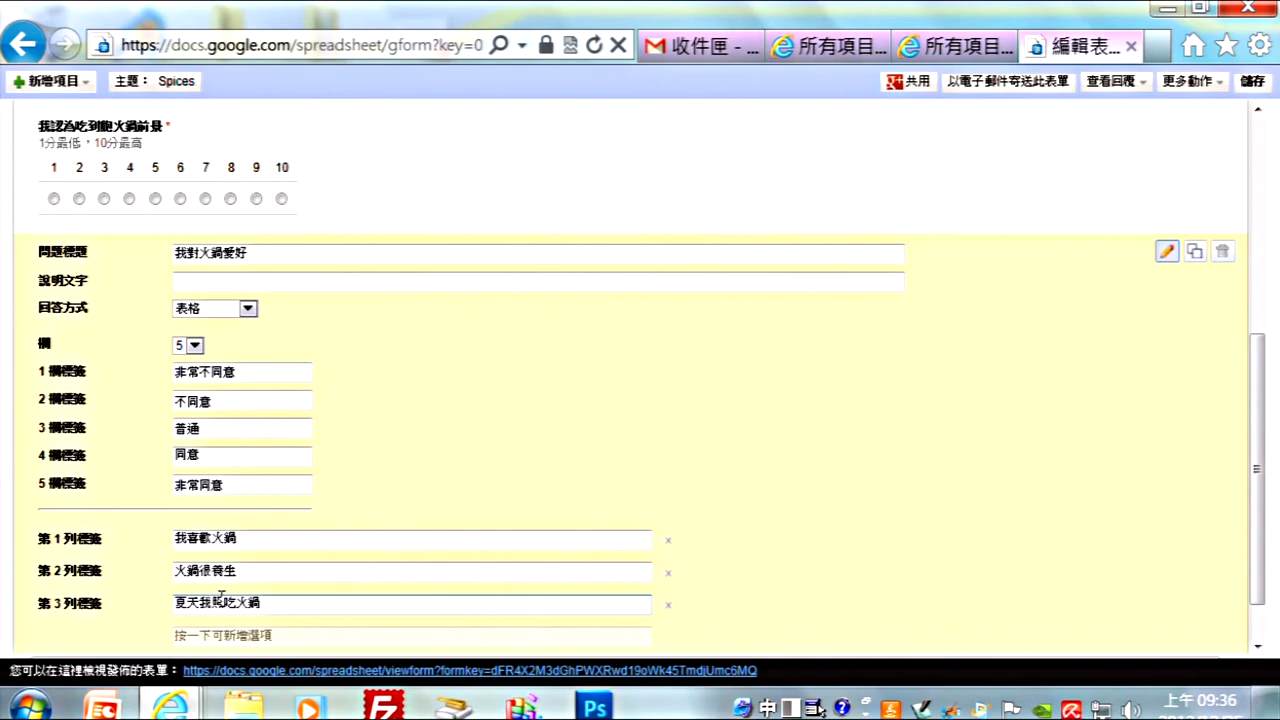 https://docs.google.com/spreadsheet/gform?key=0
收件匣 - ...
所有項目...
所有項目...
編輯表...
新增項目
主題： Spices
共用
以電子郵件寄送此表單
查看回覆
更多動作
儲存
我認為吃到飽火鍋前景 *
1分最低，10分最高
1 2 3 4 5 6 7 8 9 10
問題標題 我對火鍋愛好
說明文字
回答方式 表格
欄 5
1 欄標籤 非常不同意
2 欄標籤 不同意
3 欄標籤 普通
4 欄標籤 同意
5 欄標籤 非常同意
第 1 列標籤 我喜歡火鍋
第 2 列標籤 火鍋很養生
第 3 列標籤 夏天我照吃火鍋
按一下可新增選項
您可以在這裡檢視發佈的表單： https://docs.google.com/spreadsheet/viewform?formkey=dFR4X2M3dGhPWXRwd19oWk45TmdjUmc6MQ
Ps
中
上午 09:36